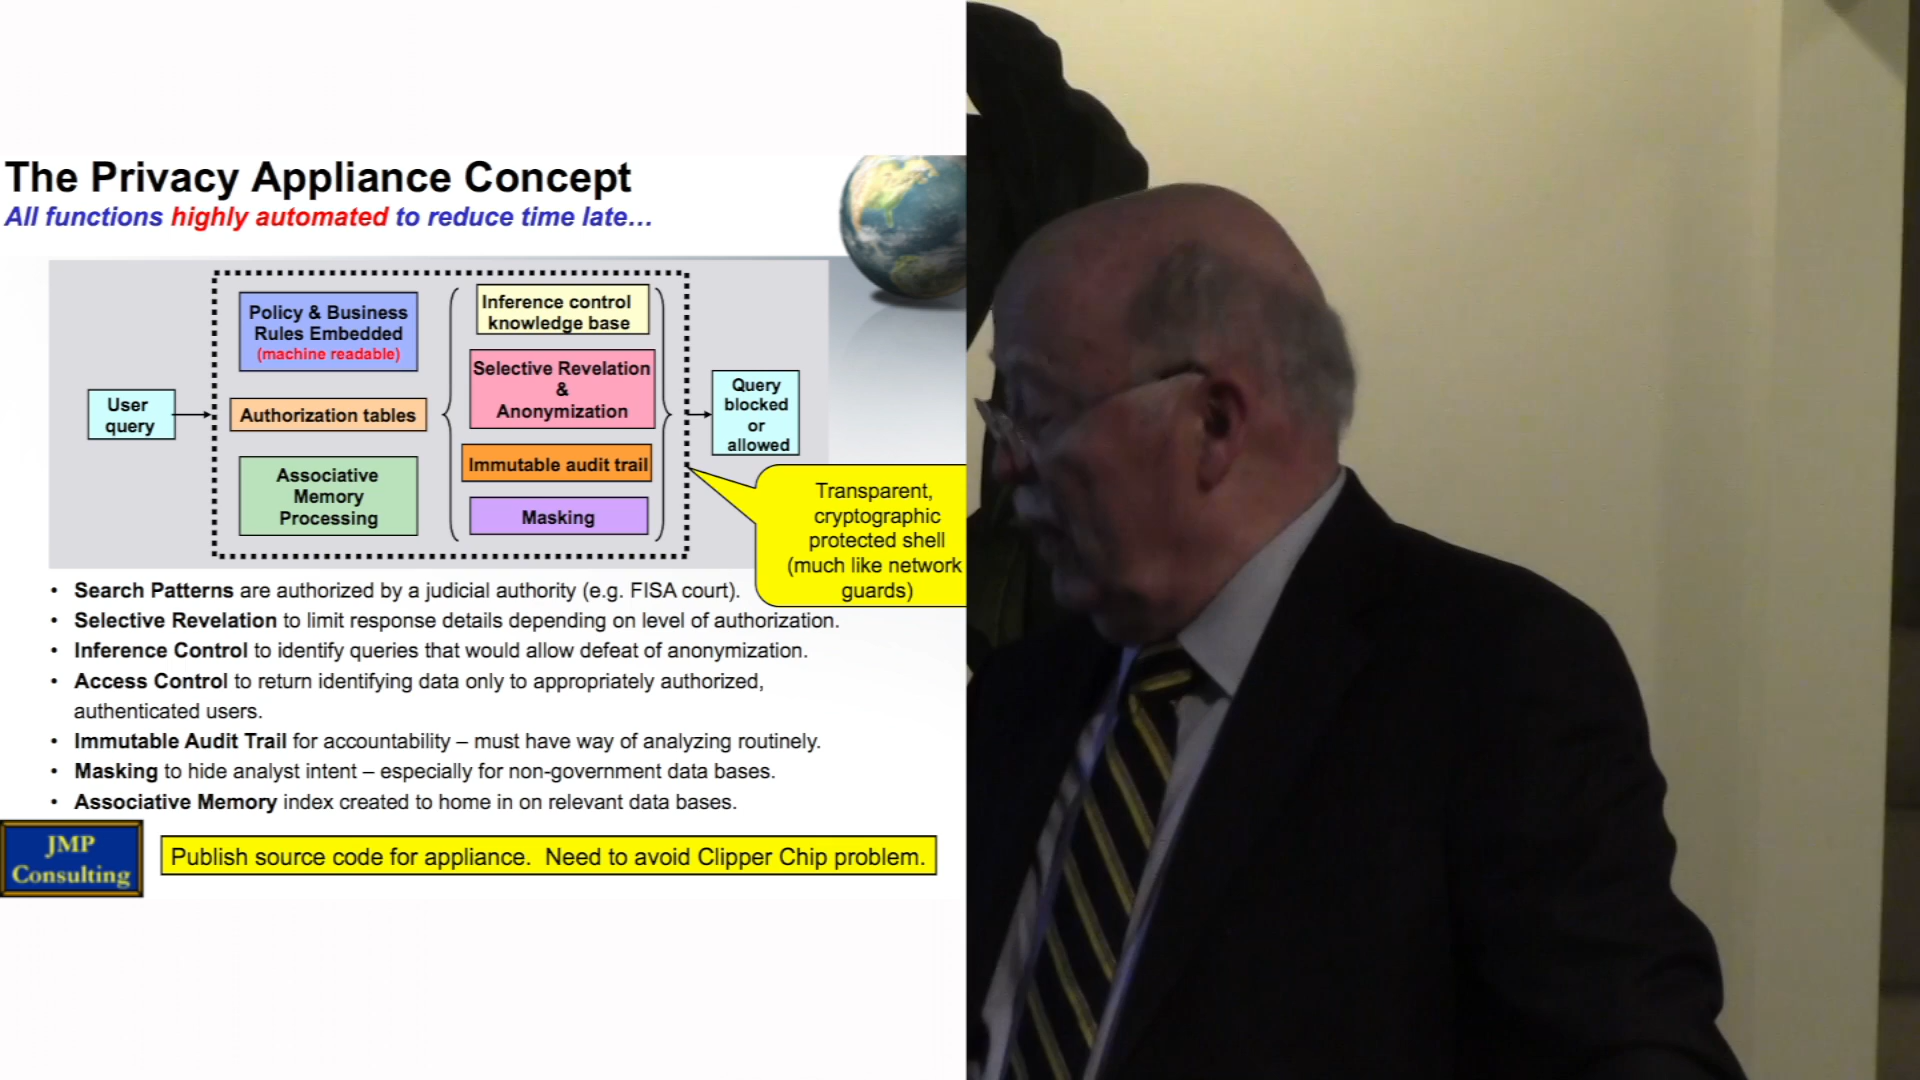 The Privacy Appliance Concept
All functions highly automated to reduce time late…
User
query
Policy & Business
Rules Embedded
(machine readable)
Authorization tables
Associative
Memory
Processing
Inference control
knowledge base
Selective Revelation
&
Anonymization
Immutable audit trail
Masking
Query
blocked
or
allowed
Transparent,
cryptographic
protected shell
(much like network
guards)
• Search Patterns are authorized by a judicial authority (e.g. FISA court).
• Selective Revelation to limit response details depending on level of authorization.
• Inference Control to identify queries that would allow defeat of anonymization.
• Access Control to return identifying data only to appropriately authorized,
authenticated users.
• Immutable Audit Trail for accountability – must have way of analyzing routinely.
• Masking to hide analyst intent – especially for non-government data bases.
• Associative Memory index created to home in on relevant data bases.
JMP
Consulting
Publish source code for appliance. Need to avoid Clipper Chip problem.